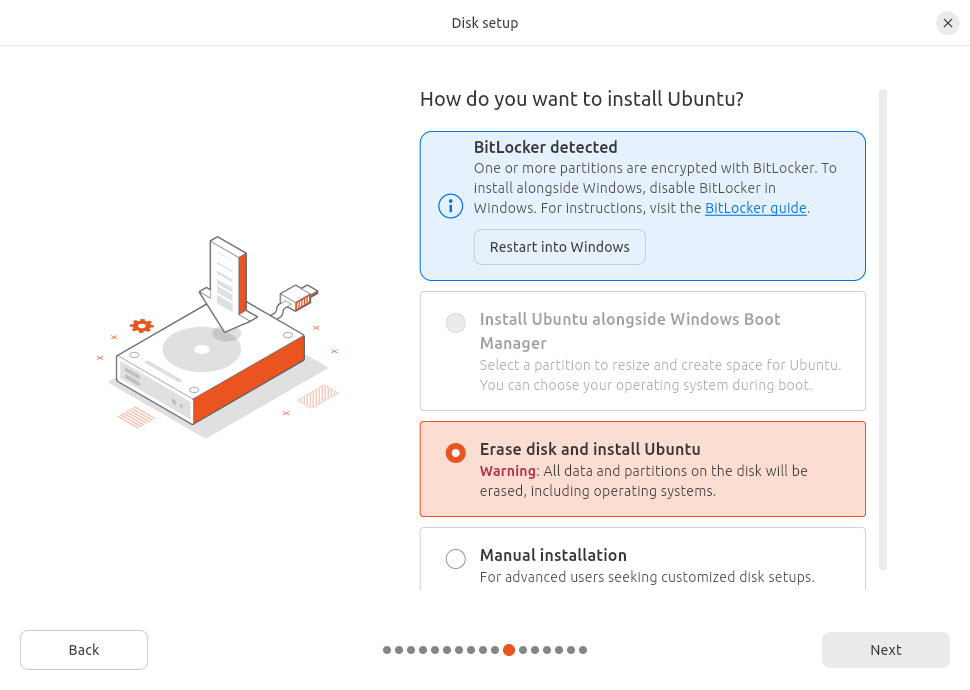 Disk setup
How do you want to install Ubuntu?
BitLocker detected
One or more partitions are encrypted with BitLocker. To
install alongside Windows, disable BitLocker in
Windows. For instructions, visit the BitLocker guide.
Restart into Windows
Install Ubuntu alongside Windows Boot
Manager
Select a partition to resize and create space for Ubuntu.
You can choose your operating system during boot.
Erase disk and install Ubuntu
Warning: All data and partitions on the disk will be
erased, including operating systems.
Manual installation
For advanced users seeking customized disk setups.
Back
Next